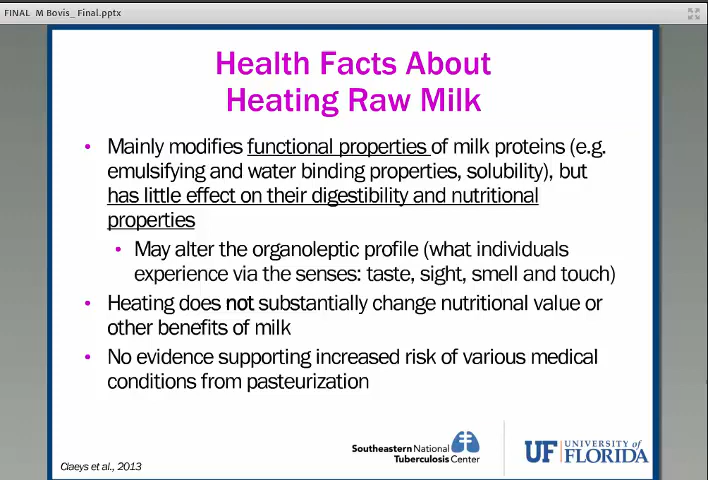 FINAL M Bovis_ Final.pptx
Health Facts About
Heating Raw Milk
• Mainly modifies functional properties of milk proteins (e.g.
emulsifying and water binding properties, solubility), but
has little effect on their digestibility and nutritional
properties
• May alter the organoleptic profile (what individuals
experience via the senses: taste, sight, smell and touch)
• Heating does not substantially change nutritional value or
other benefits of milk
• No evidence supporting increased risk of various medical
conditions from pasteurization
Southeastern National
Tuberculosis Center
UF UNIVERSITY of
FLORIDA
Claeys et al., 2013